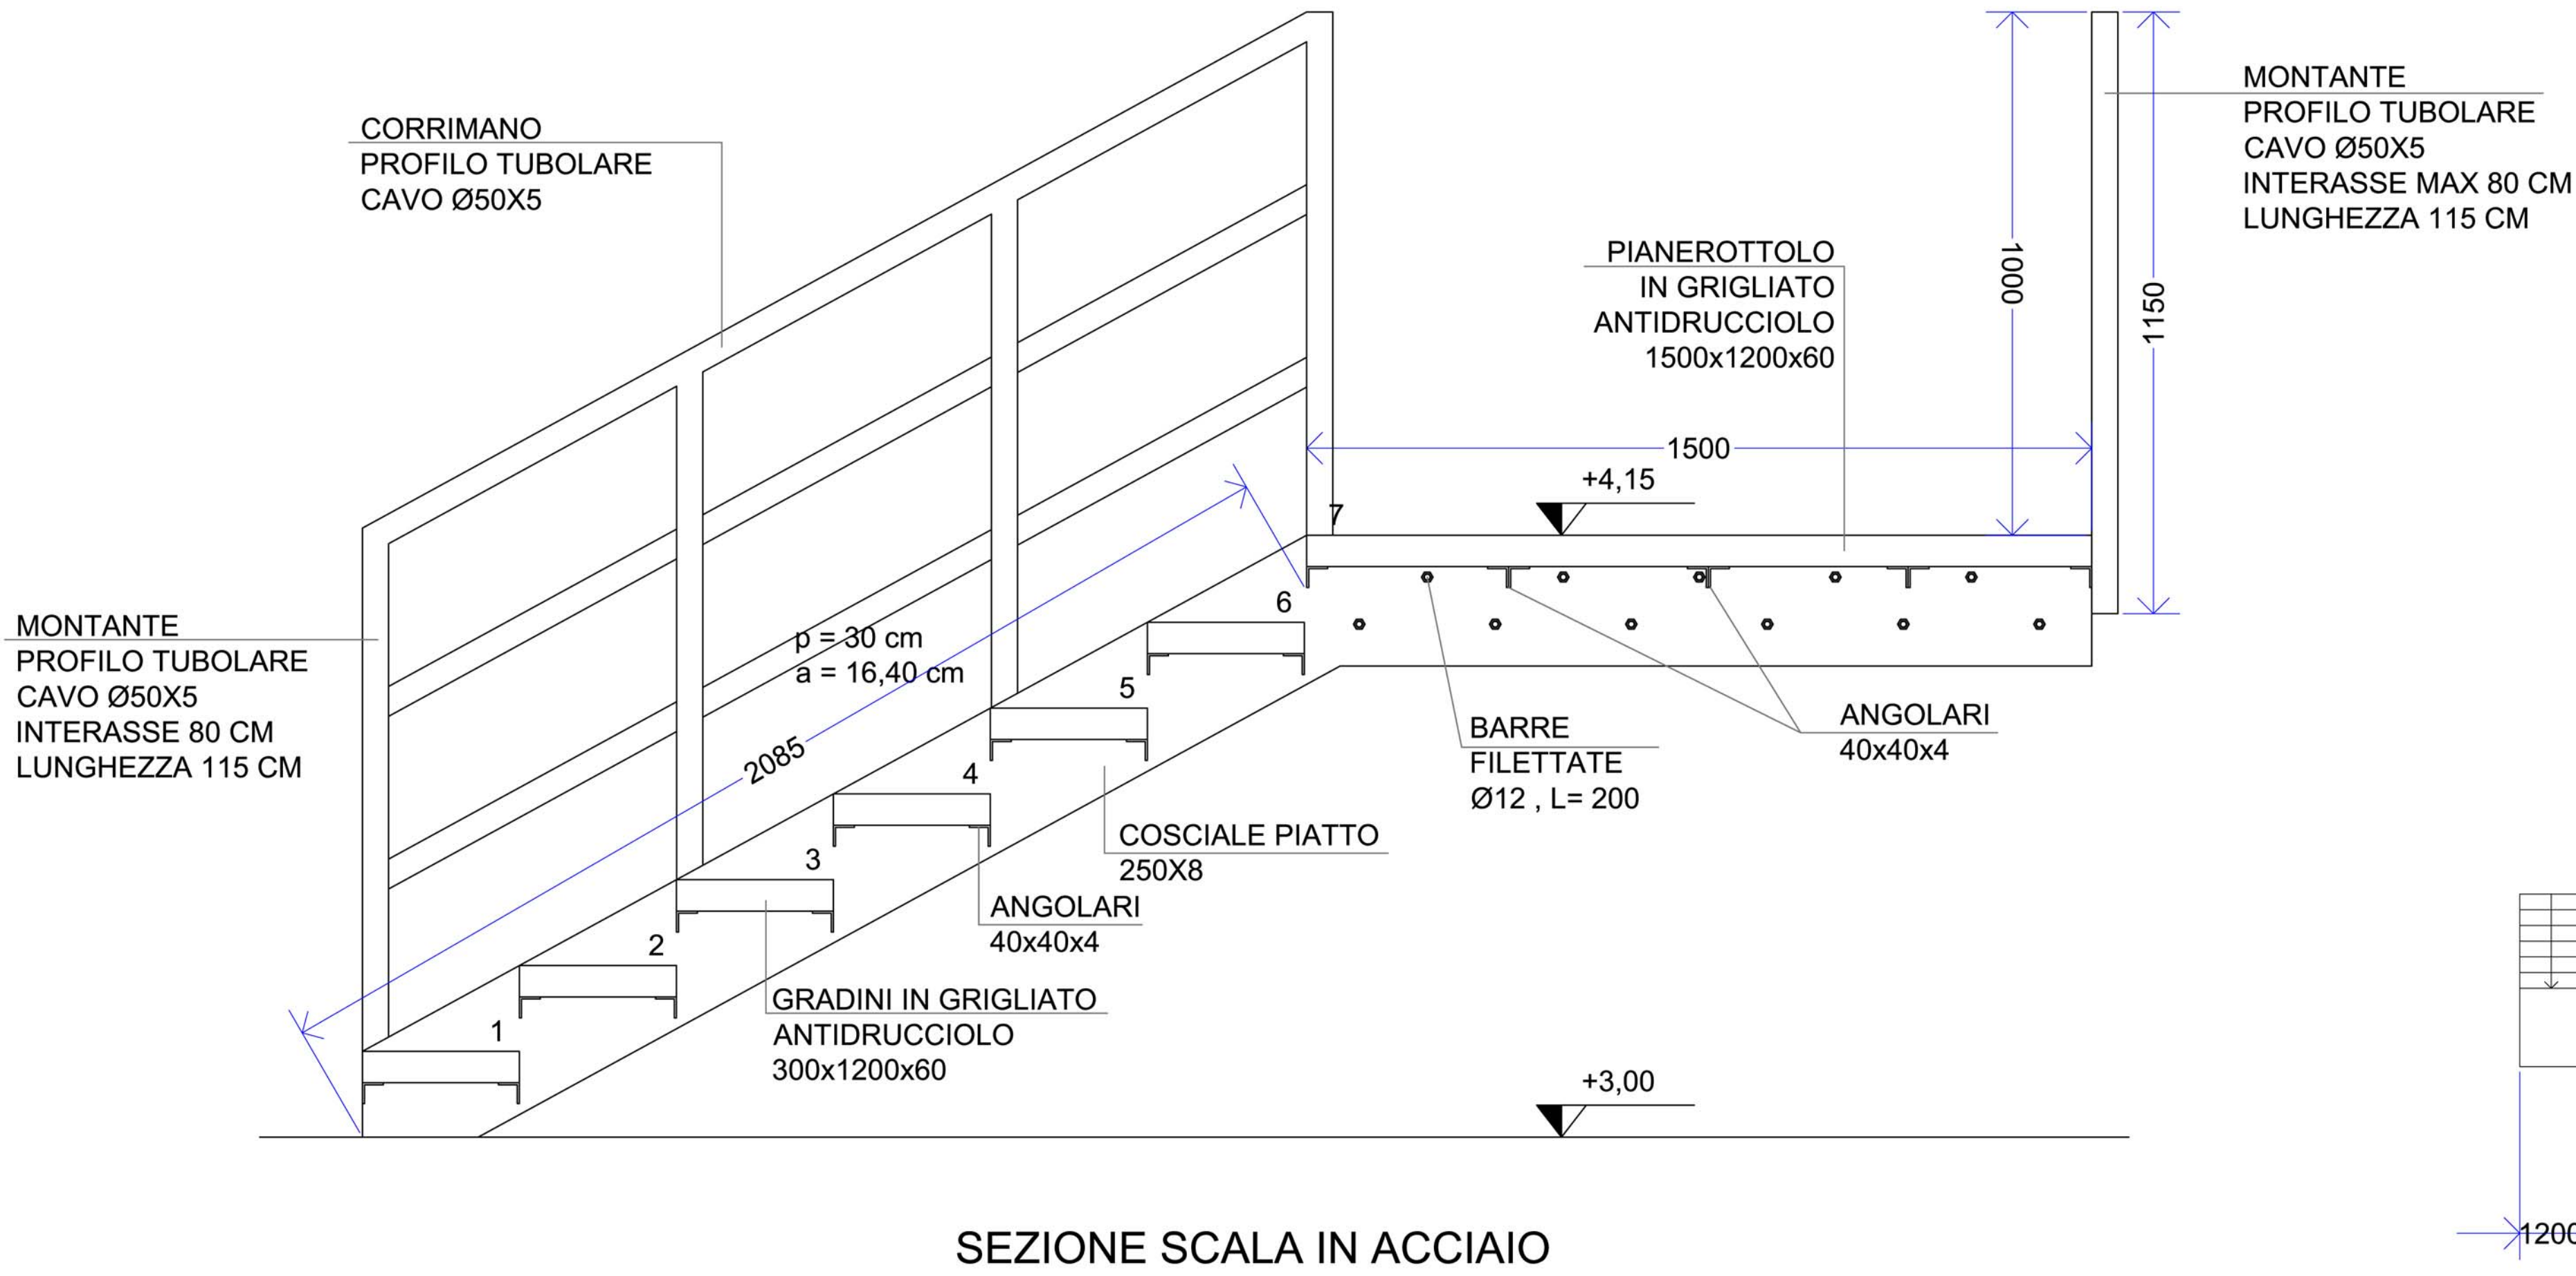 CORRIMANO
PROFILO TUBOLARE
CAVO Ø50X5
MONTANTE
PROFILO TUBOLARE
CAVO Ø50X5
INTERASSE MAX 80 CM
LUNGHEZZA 115 CM
1000
1150
PIANEROTTOLO
IN GRIGLIATO
ANTIDRUCCIOLO
1500x1200x60
1500
+4,15
7
MONTANTE
PROFILO TUBOLARE
CAVO Ø50X5
INTERASSE 80 CM
LUNGHEZZA 115 CM
p = 30 cm
a = 16,40 cm
2085
6
5
4
3
2
1
BARRE
FILETTATE
Ø12 , L= 200
ANGOLARI
40x40x4
COSCIALE PIATTO
250X8
ANGOLARI
40x40x4
GRADINI IN GRIGLIATO
ANTIDRUCCIOLO
300x1200x60
+3,00
1200
SEZIONE SCALA IN ACCIAIO